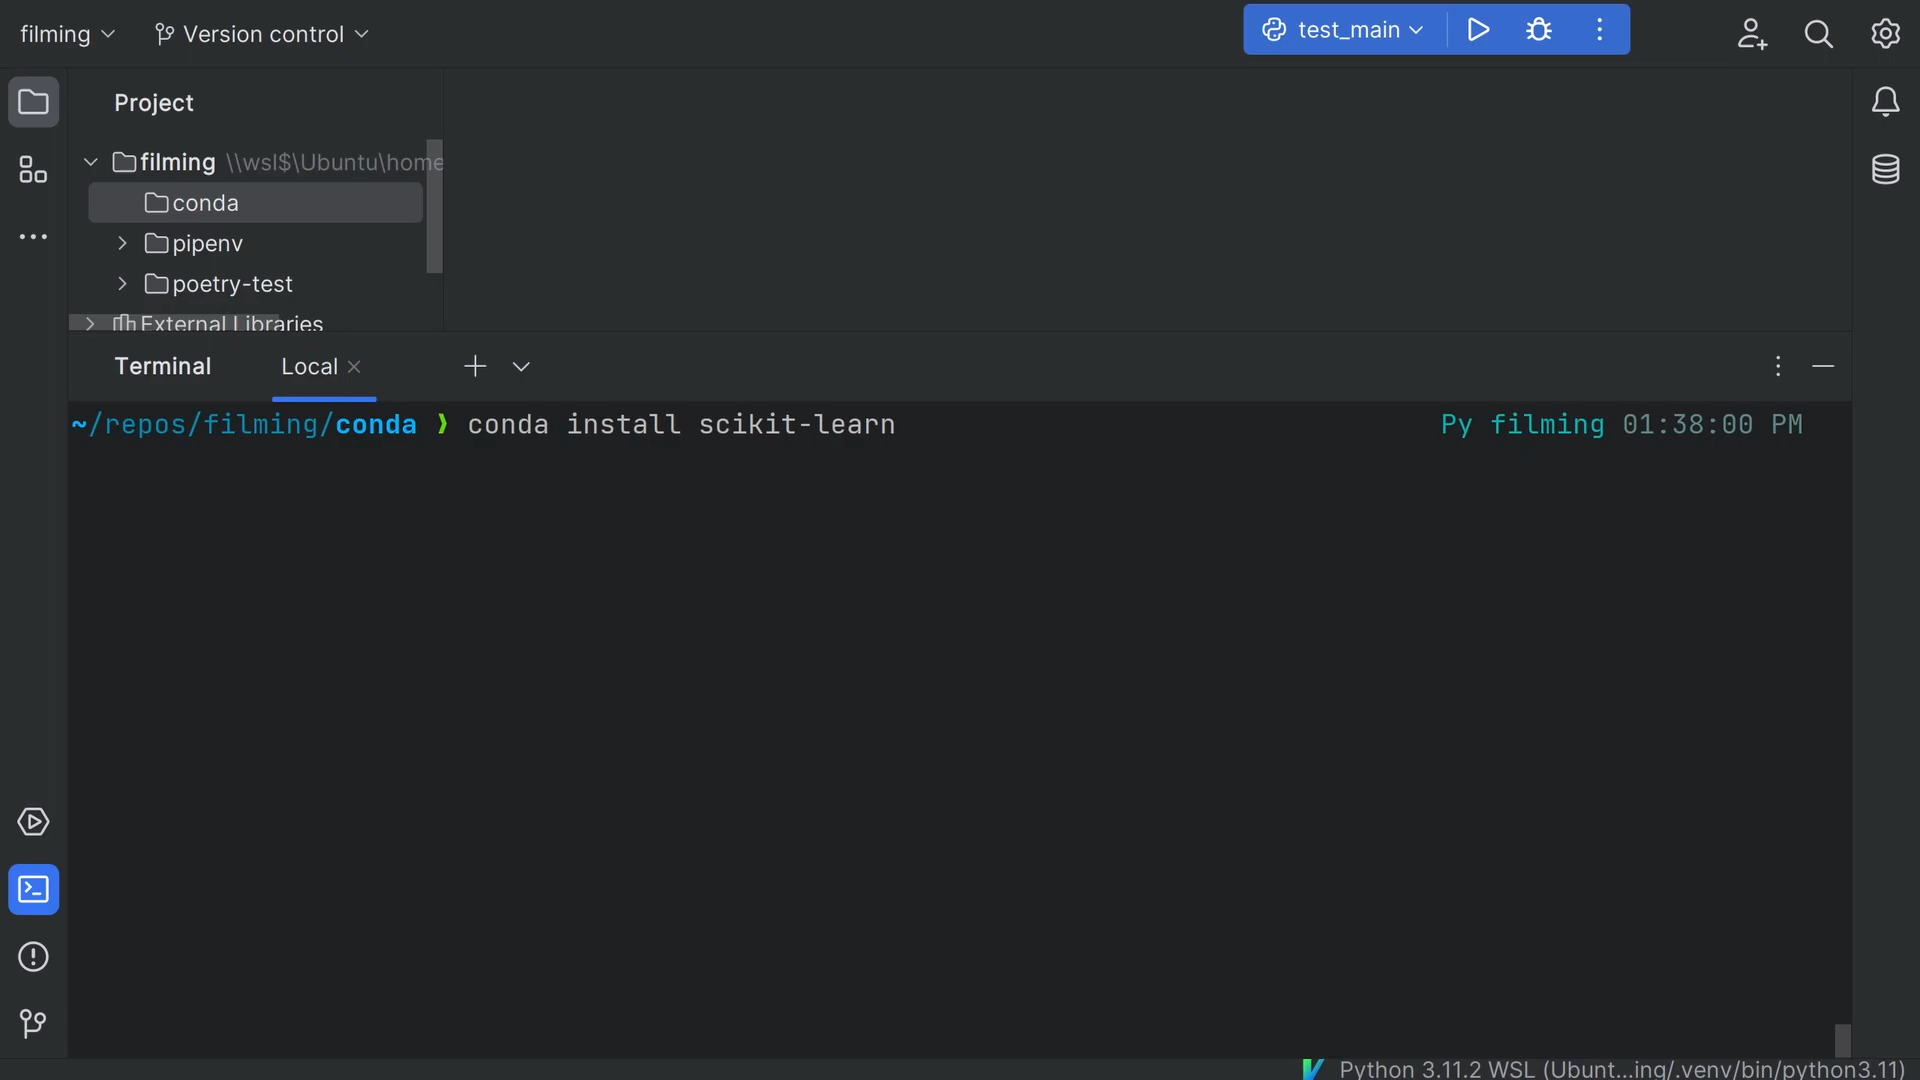 filming
Version control
test_main
Project
filming \\wsl$\Ubuntu\home
conda
pipenv
poetry-test
External Libraries
Terminal
Local
~/repos/filming/conda ❯ conda install scikit-learn
Py filming 01:38:00 PM
Python 3.11.2 WSL (Ubunt...ing/.venv/bin/python3.11)